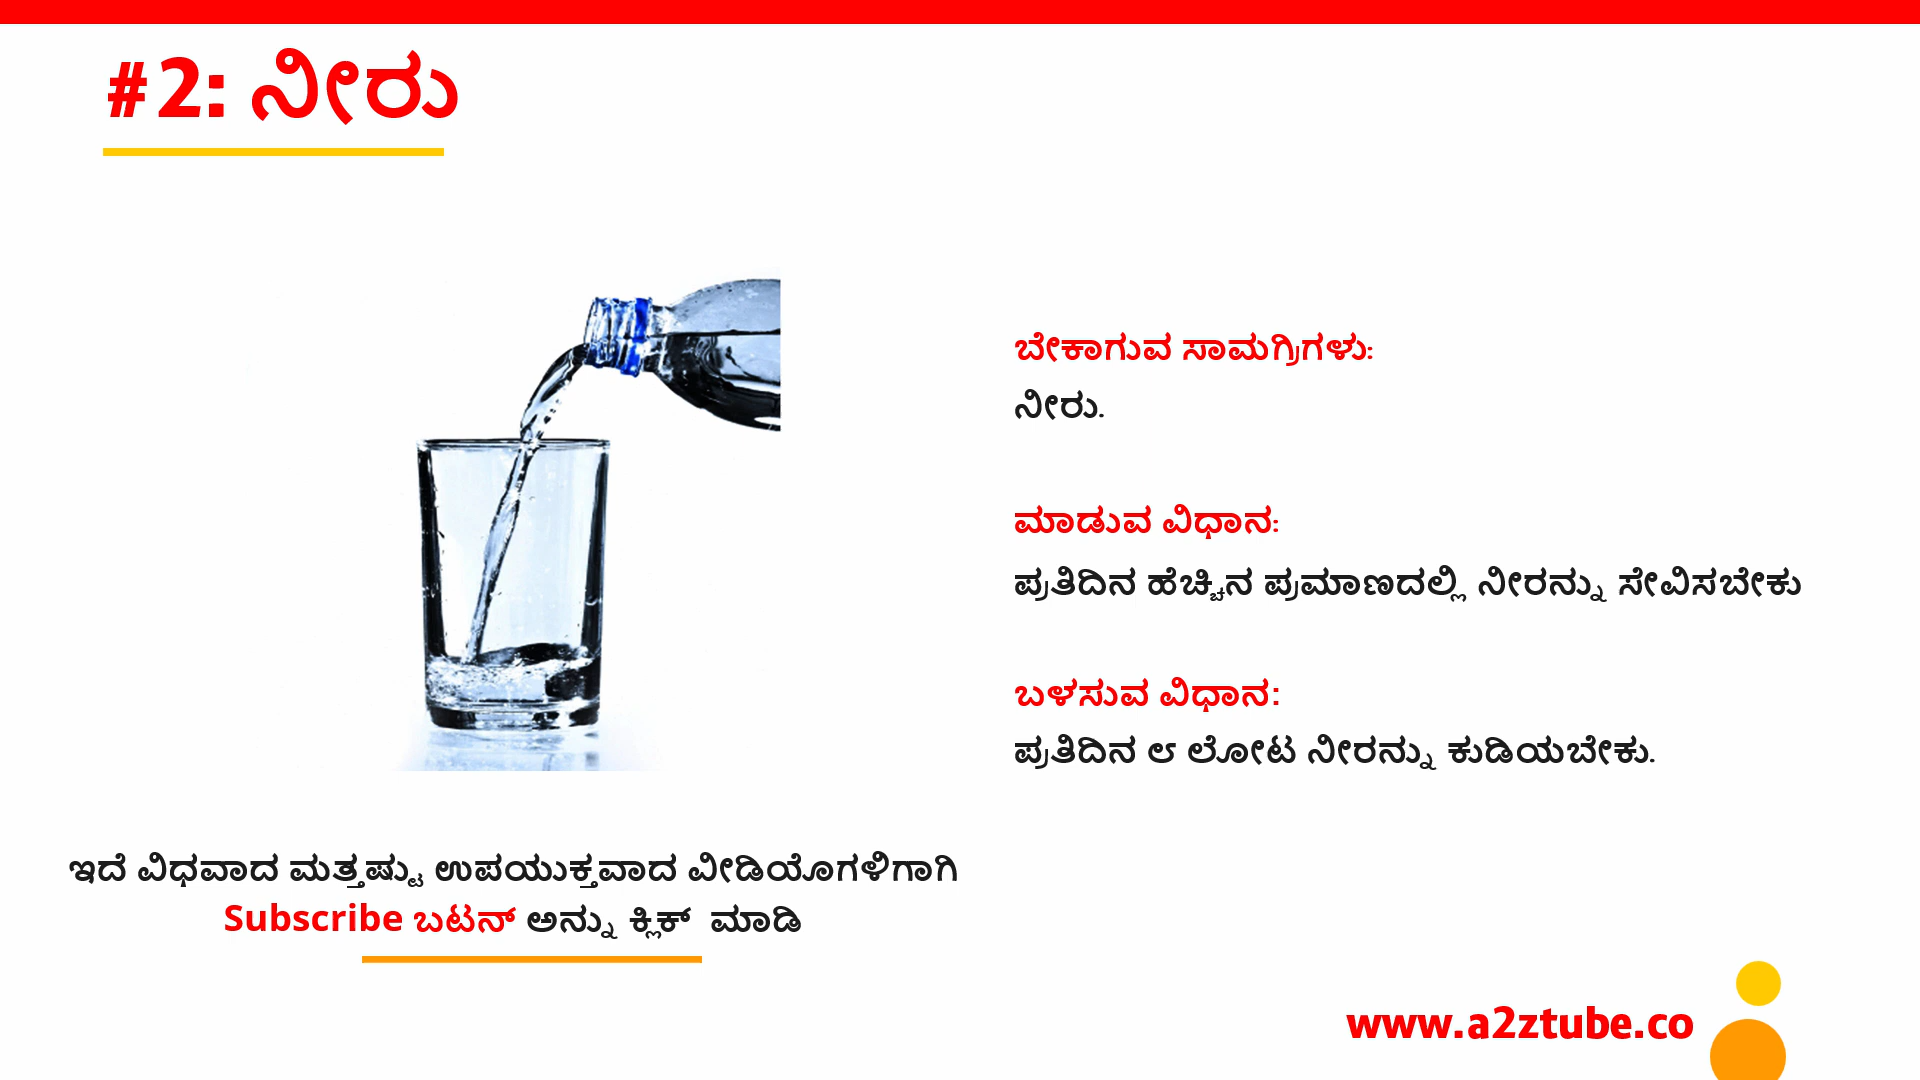 #2: ನೀರು
ಬೇಕಾಗುವ ಸಾಮಗ್ರಿಗಳು:
ನೀರು.
ಮಾಡುವ ವಿಧಾನ:
ಪ್ರತಿದಿನ ಹೆಚ್ಚಿನ ಪ್ರಮಾಣದಲ್ಲಿ ನೀರನ್ನು ಸೇವಿಸಬೇಕು
ಬಳಸುವ ವಿಧಾನ:
ಪ್ರತಿದಿನ ೮ ಲೋಟ ನೀರನ್ನು ಕುಡಿಯಬೇಕು.
ಇದೆ ವಿಧವಾದ ಮತ್ತಷ್ಟು ಉಪಯುಕ್ತವಾದ ವೀಡಿಯೊಗಳಿಗಾಗಿ
Subscribe ಬಟನ್ ಅನ್ನು ಕ್ಲಿಕ್ ಮಾಡಿ
www.a2ztube.co